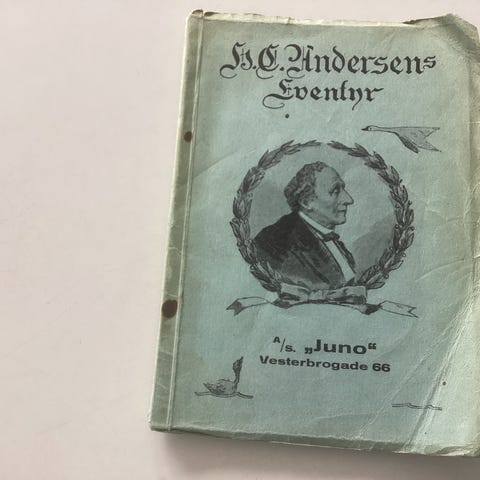 H.C. Andersens
Eventyr
A/s. „Juno“
Vesterbrogade 66